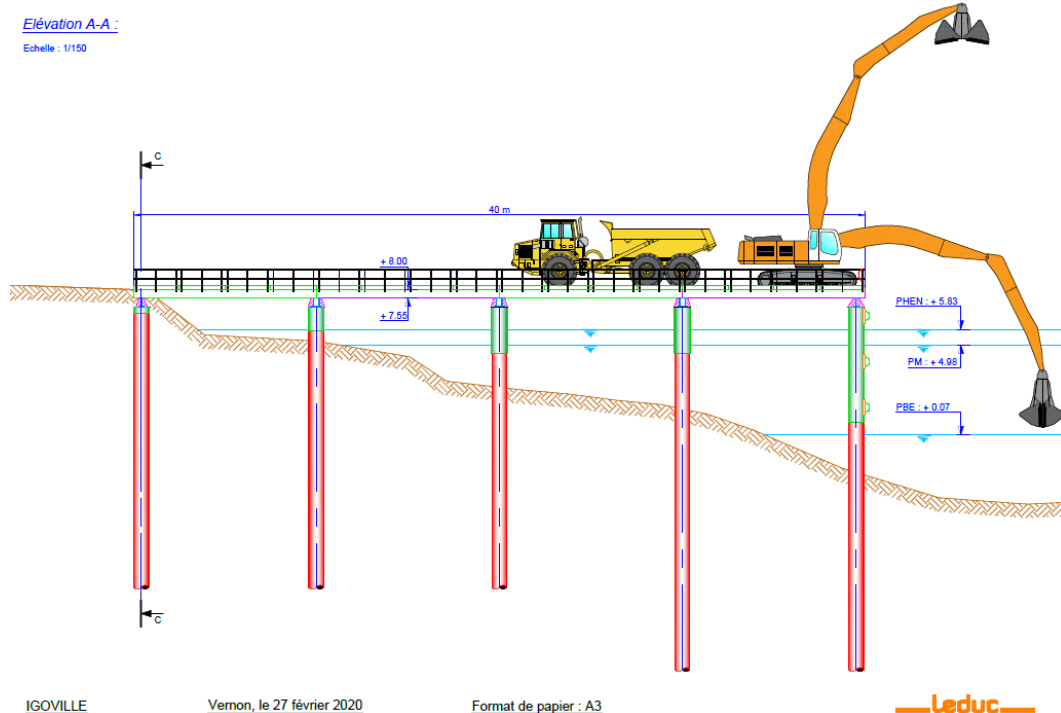 Elévation A-A :
Echelle : 1/150
C
40 m
+ 8.00
+ 7.55
PHEN : + 5.83
PM : + 4.98
PBE : + 0.07
C
IGOVILLE
Vernon, le 27 février 2020
Format de papier : A3
Leduc